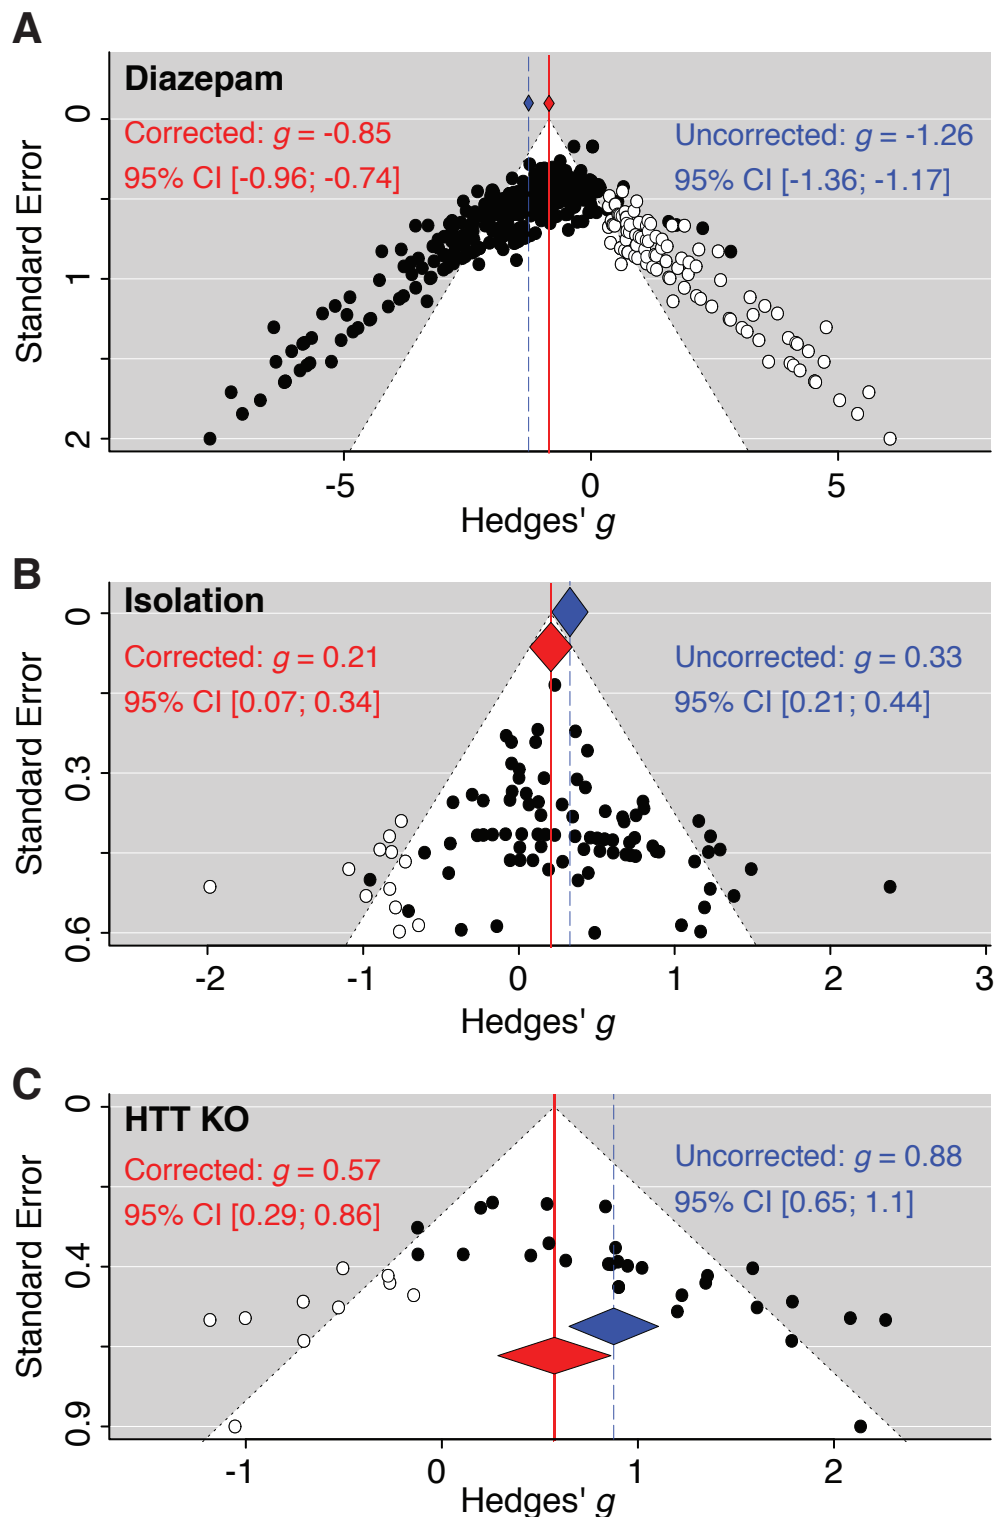 A
Diazepam
Corrected: g = -0.85
95% CI [-0.96; -0.74]
Uncorrected: g = -1.26
95% CI [-1.36; -1.17]
Standard Error
0
1
2
-5
0
5
Hedges' g
B
Isolation
Corrected: g = 0.21
95% CI [0.07; 0.34]
Uncorrected: g = 0.33
95% CI [0.21; 0.44]
Standard Error
0
0.3
0.6
-2
-1
0
1
2
3
Hedges' g
C
HTT KO
Corrected: g = 0.57
95% CI [0.29; 0.86]
Uncorrected: g = 0.88
95% CI [0.65; 1.1]
Standard Error
0
0.4
0.9
-1
0
1
2
Hedges' g